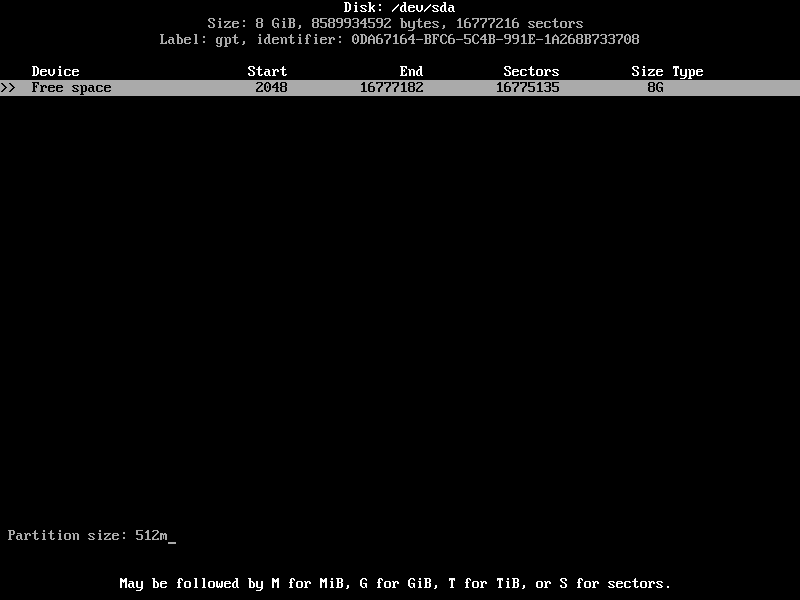 Disk: /dev/sda
Size: 8 GiB, 8589934592 bytes, 16777216 sectors
Label: gpt, identifier: 0DA67164-BFC6-5C4B-991E-1A268B733708
Device Start End Sectors Size Type
>> Free space 2048 16777182 16775135 8G
Partition size: 512m_
May be followed by M for MiB, G for GiB, T for TiB, or S for sectors.